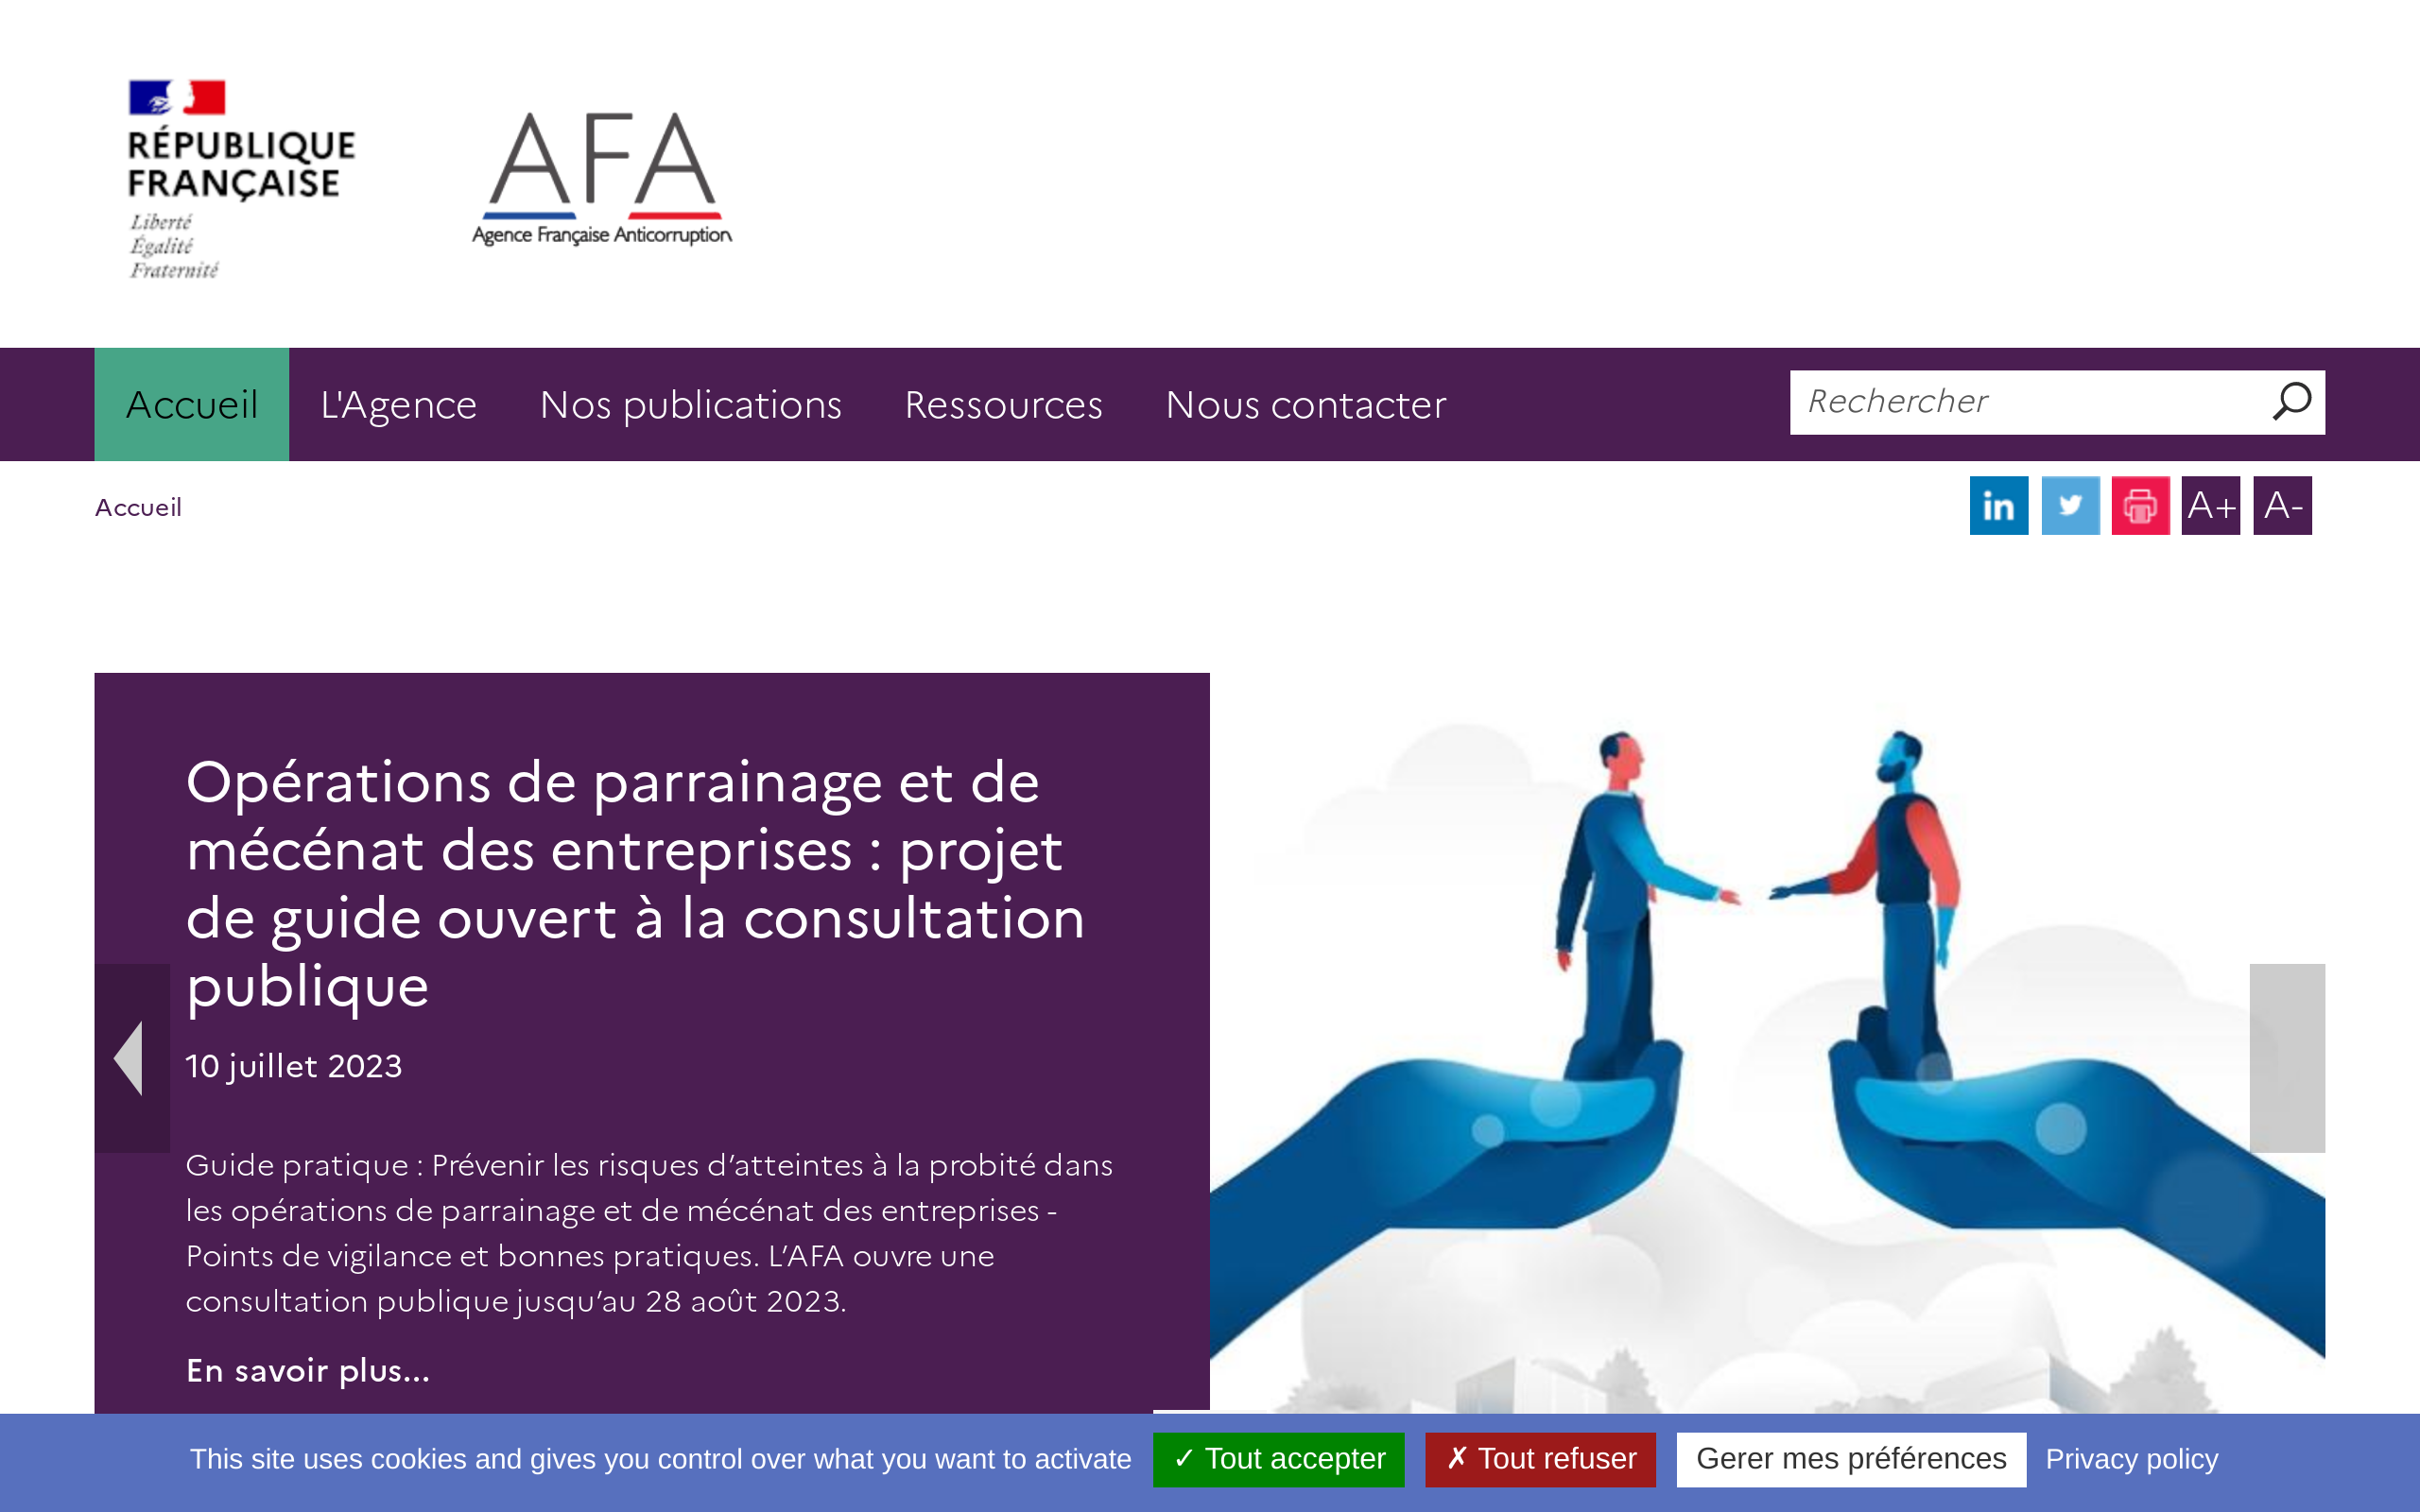 RÉPUBLIQUE
FRANÇAISE
Liberté
Égalité
Fraternité
AFA
Agence Française Anticorruption
Accueil
L'Agence
Nos publications
Ressources
Nous contacter
Rechercher
Accueil
in
A+
A-
Opérations de parrainage et de
mécénat des entreprises : projet
de guide ouvert à la consultation
publique
10 juillet 2023
Guide pratique : Prévenir les risques d’atteintes à la probité dans
les opérations de parrainage et de mécénat des entreprises -
Points de vigilance et bonnes pratiques. L’AFA ouvre une
consultation publique jusqu’au 28 août 2023.
En savoir plus...
This site uses cookies and gives you control over what you want to activate
✓ Tout accepter
✗ Tout refuser
Gerer mes préférences
Privacy policy